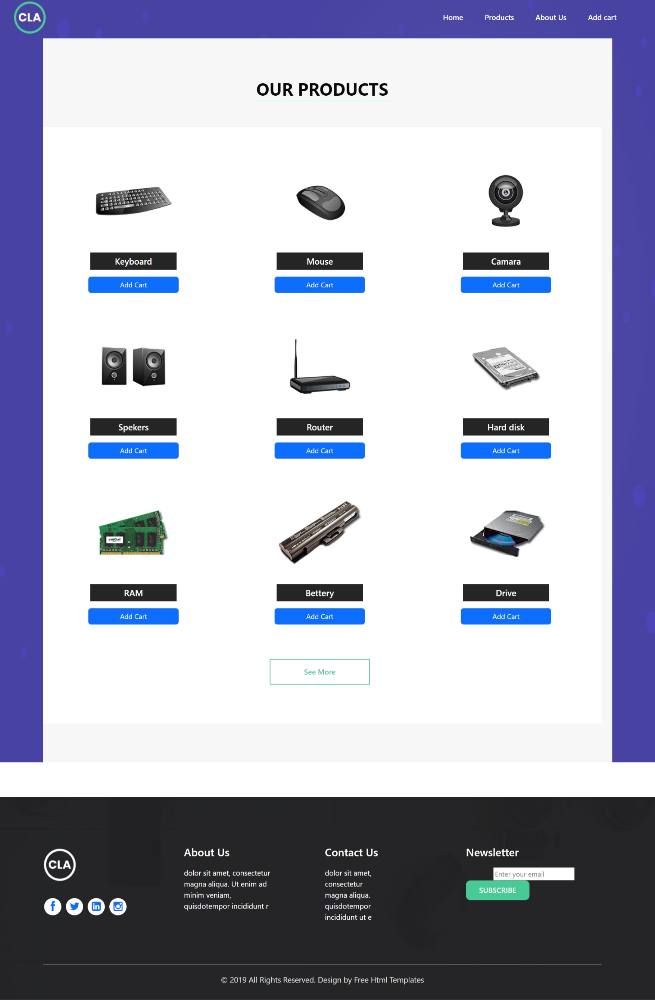 CLA
Home Products About Us Add cart
OUR PRODUCTS
Keyboard
Add Cart
Mouse
Add Cart
Camara
Add Cart
Spekers
Add Cart
Router
Add Cart
Hard disk
Add Cart
crucial
RAM
Add Cart
Bettery
Add Cart
Drive
Add Cart
See More
CLA
About Us
dolor sit amet, consectetur
magna aliqua. Ut enim ad
minim veniam,
quisdotempor incididunt r
Contact Us
dolor sit amet,
consectetur
magna aliqua.
quisdotempor
incididunt ut e
Newsletter
Enter your email
SUBSCRIBE
© 2019 All Rights Reserved. Design by Free Html Templates